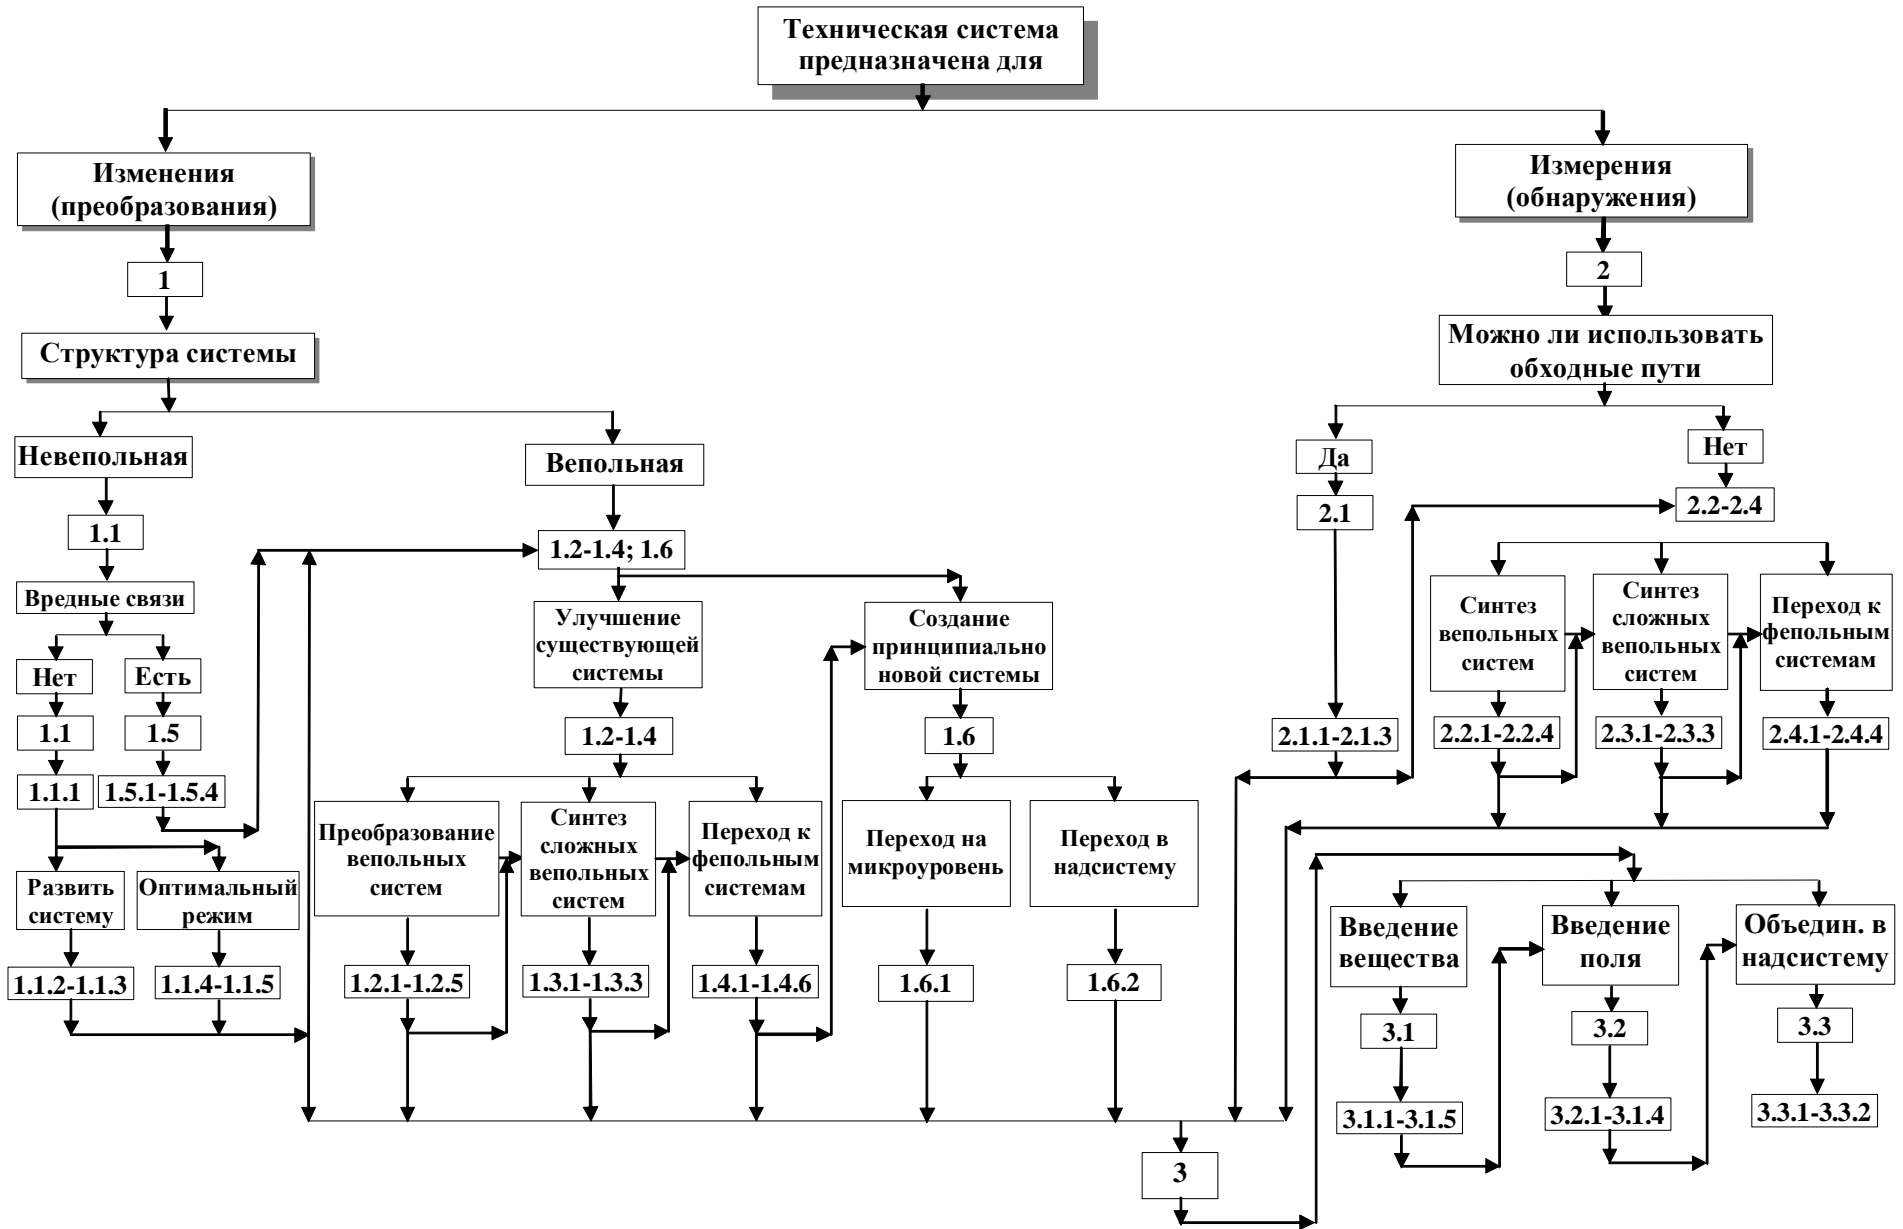 Техническая система
предназначена для
Изменения
(преобразования)
1
Структура системы
Невепольная
1.1
Вредные связи
Нет
1.1
1.1.1
Есть
1.5
1.5.1-1.5.4
Развить
систему
1.1.2-1.1.3
Оптимальный
режим
1.1.4-1.1.5
Вепольная
1.2-1.4; 1.6
Улучшение
существующей
системы
1.2-1.4
Преобразование
вепольных
систем
1.2.1-1.2.5
Синтез
сложных
вепольных
систем
1.3.1-1.3.3
Переход к
фепольным
системам
1.4.1-1.4.6
Создание
принципиально
новой системы
1.6
Переход на
микроуровень
1.6.1
Переход в
надсистему
1.6.2
Измерения
(обнаружения)
2
Можно ли использовать
обходные пути
Да
2.1
2.1.1-2.1.3
Нет
2.2-2.4
Синтез
вепольных
систем
2.2.1-2.2.4
Синтез
сложных
вепольных
систем
2.3.1-2.3.3
Переход к
фепольным
системам
2.4.1-2.4.4
3
Введение
вещества
3.1
3.1.1-3.1.5
Введение
поля
3.2
3.2.1-3.1.4
Объедин. в
надсистему
3.3
3.3.1-3.3.2